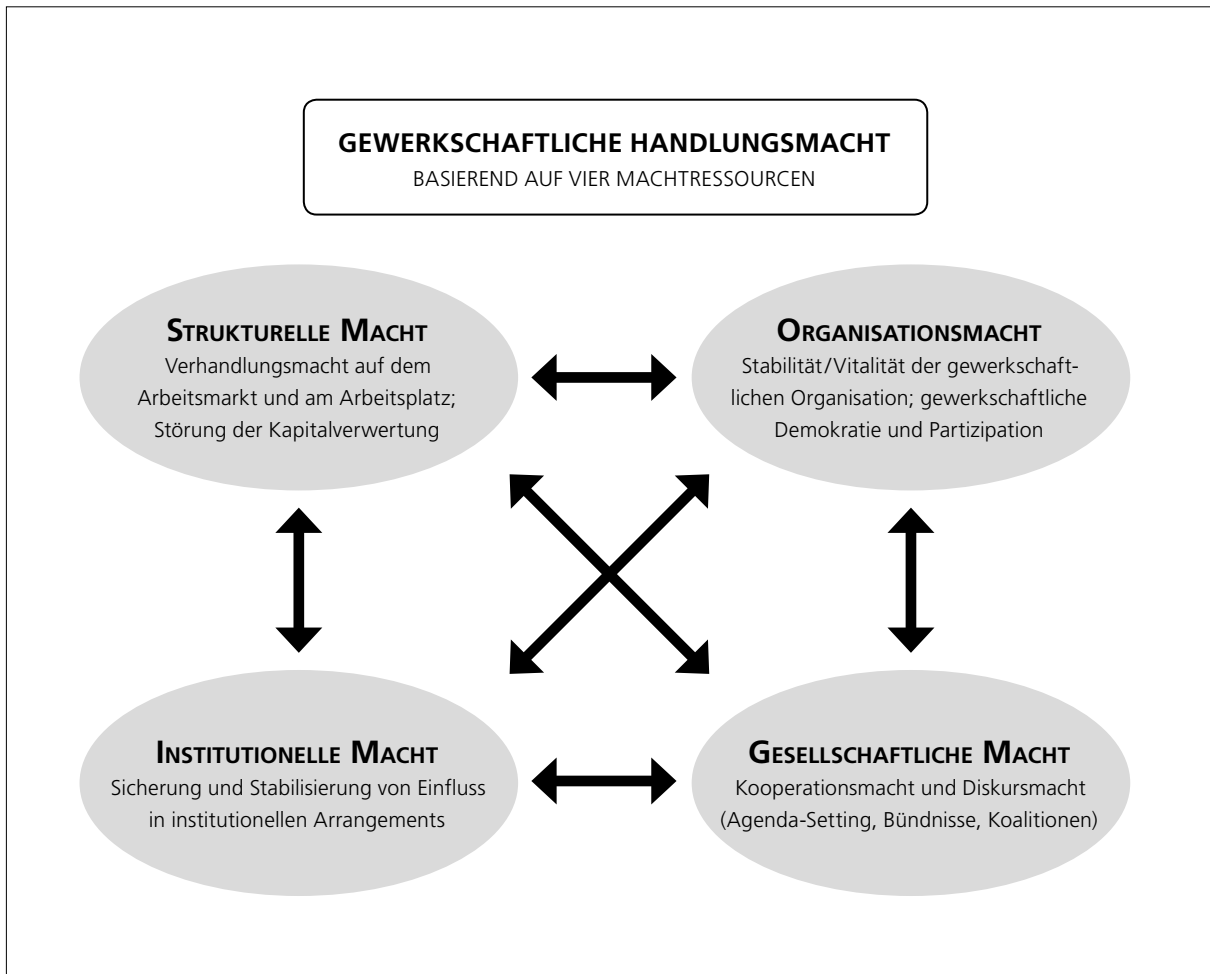 GEWERKSCHAFTLICHE HANDLUNGSMACHT
BASIEREND AUF VIER MACHTRESSOURCEN
STRUKTURELLE MACHT
Verhandlungsmacht auf dem
Arbeitsmarkt und am Arbeitsplatz;
Störung der Kapitalverwertung
ORGANISATIONSMACHT
Stabilität/Vitalität der gewerkschaft-
lichen Organisation; gewerkschaftliche
Demokratie und Partizipation
INSTITUTIONELLE MACHT
Sicherung und Stabilisierung von Einfluss
in institutionellen Arrangements
GESELLSCHAFTLICHE MACHT
Kooperationsmacht und Diskursmacht
(Agenda-Setting, Bündnisse, Koalitionen)